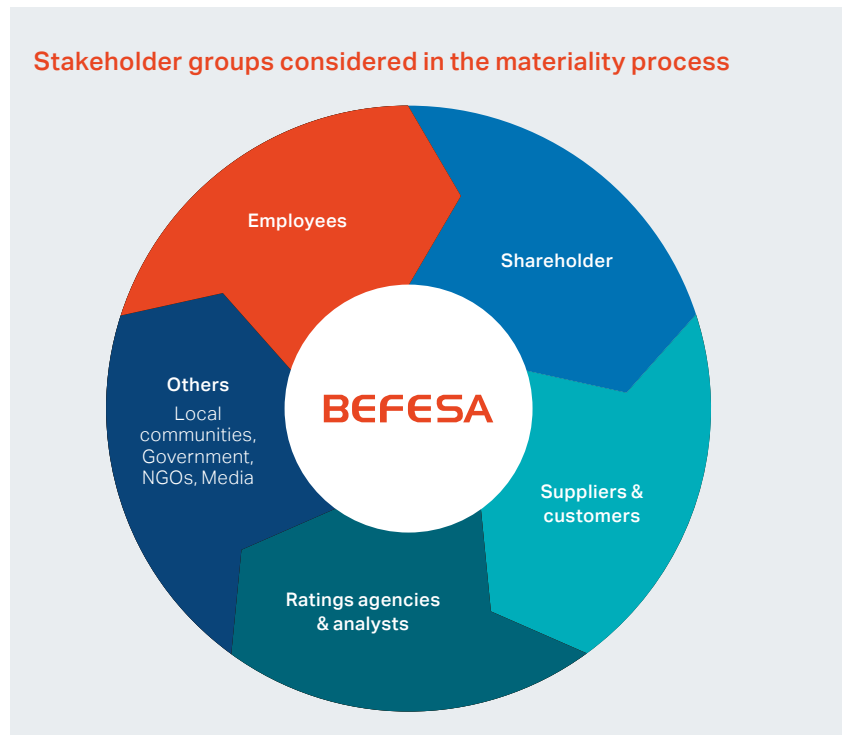 Stakeholder groups considered in the materiality process
Employees
Shareholder
Others
Local
communities,
Government,
NGOs, Media
BEFESA
Suppliers &
customers
Ratings agencies
& analysts